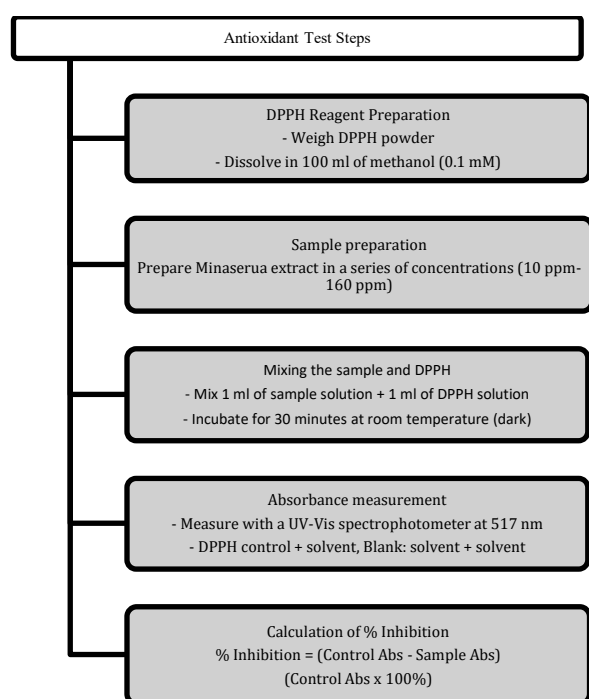 Antioxidant Test Steps
DPPH Reagent Preparation
- Weigh DPPH powder
- Dissolve in 100 ml of methanol (0.1 mM)
Sample preparation
Prepare Minaserua extract in a series of concentrations (10 ppm-
160 ppm)
Mixing the sample and DPPH
- Mix 1 ml of sample solution + 1 ml of DPPH solution
- Incubate for 30 minutes at room temperature (dark)
Absorbance measurement
- Measure with a UV-Vis spectrophotometer at 517 nm
- DPPH control + solvent, Blank: solvent + solvent
Calculation of % Inhibition
% Inhibition = (Control Abs - Sample Abs)
(Control Abs x 100%)